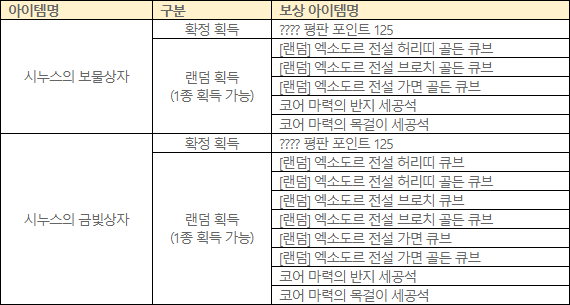 아이템명 구분 보상 아이템명
시누스의 보물상자 확정 획득 ???? 평판 포인트 125
랜덤 획득
(1종 획득 가능)
[랜덤] 엑소도르 전설 허리띠 골든 큐브
[랜덤] 엑소도르 전설 브로치 골든 큐브
[랜덤] 엑소도르 전설 가면 골든 큐브
코어 마력의 반지 세공석
코어 마력의 목걸이 세공석
시누스의 금빛상자 확정 획득 ???? 평판 포인트 125
랜덤 획득
(1종 획득 가능)
[랜덤] 엑소도르 전설 허리띠 큐브
[랜덤] 엑소도르 전설 허리띠 골든 큐브
[랜덤] 엑소도르 전설 브로치 큐브
[랜덤] 엑소도르 전설 브로치 골든 큐브
[랜덤] 엑소도르 전설 가면 큐브
[랜덤] 엑소도르 전설 가면 골든 큐브
코어 마력의 반지 세공석
코어 마력의 목걸이 세공석